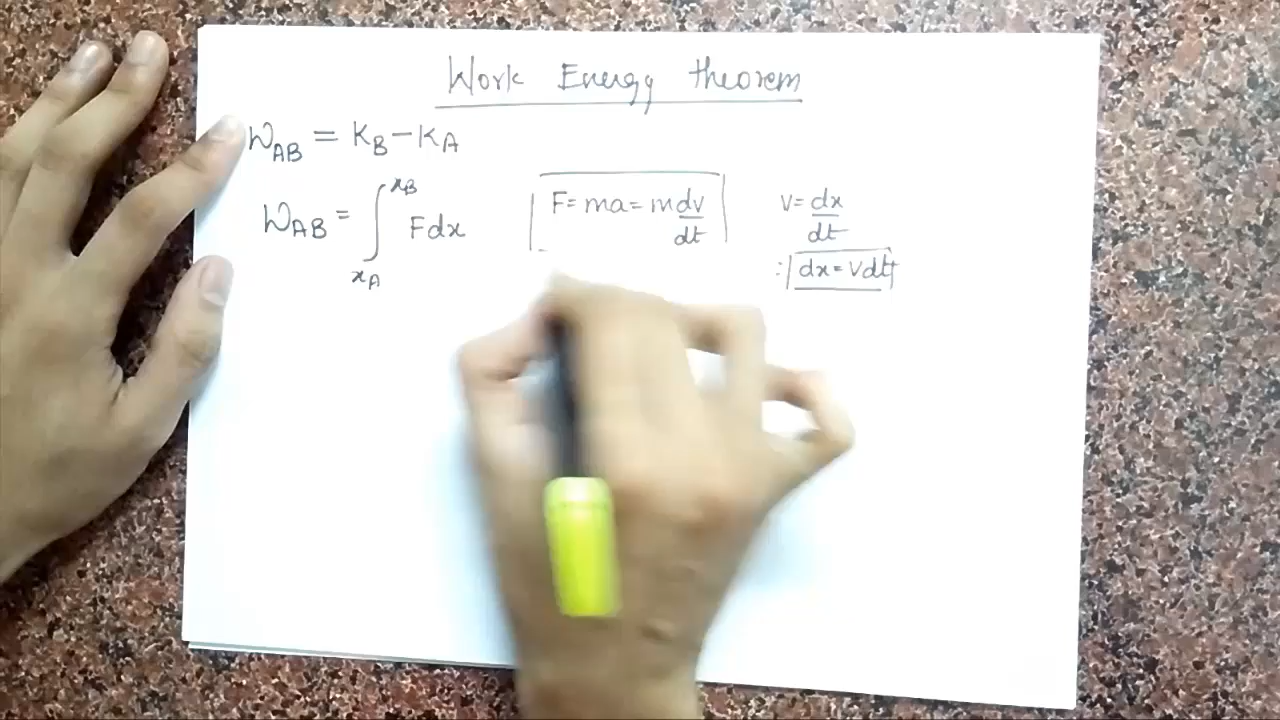 Work Energy theorem
W_AB = K_B - K_A
W_AB = ∫_{x_A}^{x_B} F dx
F = ma = m dv/dt
v = dx/dt
∴ dx = v dt